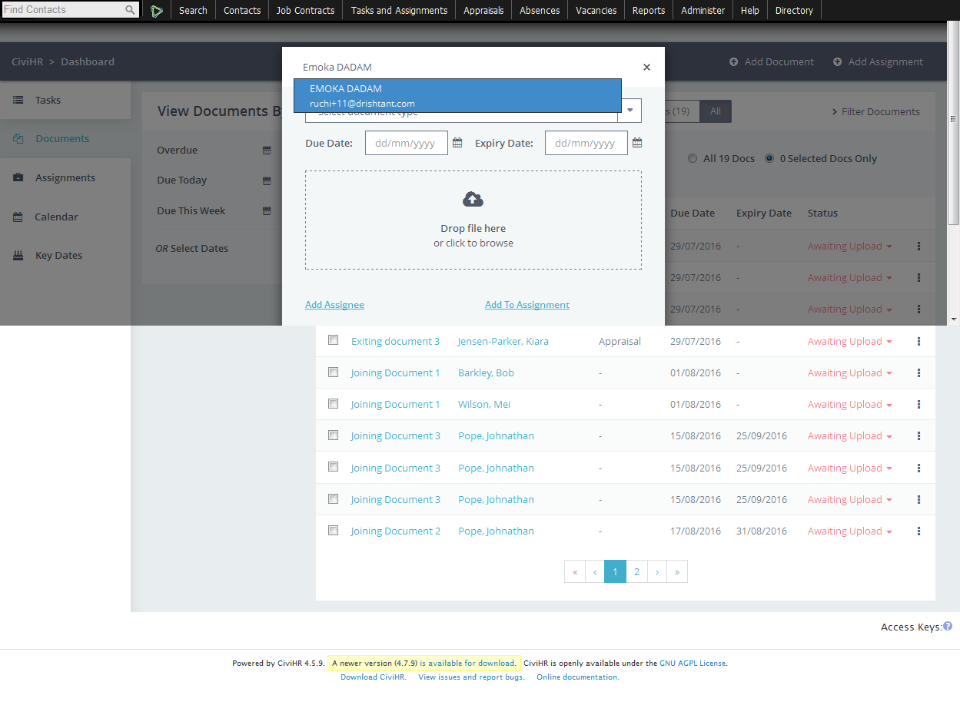 Find Contacts Search Contacts Job Contracts Tasks and Assignments Appraisals Absences Vacancies Reports Administer Help Directory
CiviHR > Dashboard
Add Document Add Assignment
Emoka DADAM ×
EMOKA DADAM
ruchi+11@drishtant.com
Select document type
Due Date: dd/mm/yyyy Expiry Date: dd/mm/yyyy
Drop file here
or click to browse
Add Assignee Add To Assignment
Tasks
Documents
Assignments
Calendar
Key Dates
View Documents By
Overdue
Due Today
Due This Week
OR Select Dates
(19) All
> Filter Documents
All 19 Docs 0 Selected Docs Only
Due Date Expiry Date Status
29/07/2016 - Awaiting Upload
29/07/2016 - Awaiting Upload
29/07/2016 - Awaiting Upload
Exiting document 3 Jensen-Parker, Kiara Appraisal 29/07/2016 - Awaiting Upload
Joining Document 1 Barkley, Bob - 01/08/2016 - Awaiting Upload
Joining Document 1 Wilson, Mei - 01/08/2016 - Awaiting Upload
Joining Document 3 Pope, Johnathan - 15/08/2016 25/09/2016 Awaiting Upload
Joining Document 3 Pope, Johnathan - 15/08/2016 25/09/2016 Awaiting Upload
Joining Document 3 Pope, Johnathan - 15/08/2016 25/09/2016 Awaiting Upload
Joining Document 2 Pope, Johnathan - 17/08/2016 31/08/2016 Awaiting Upload
« ‹ 1 2 › »
Access Keys:?
Powered by CiviHR 4.5.9. A newer version (4.7.9) is available for download. CiviHR is openly available under the GNU AGPL License.
Download CiviHR. View issues and report bugs. Online documentation.